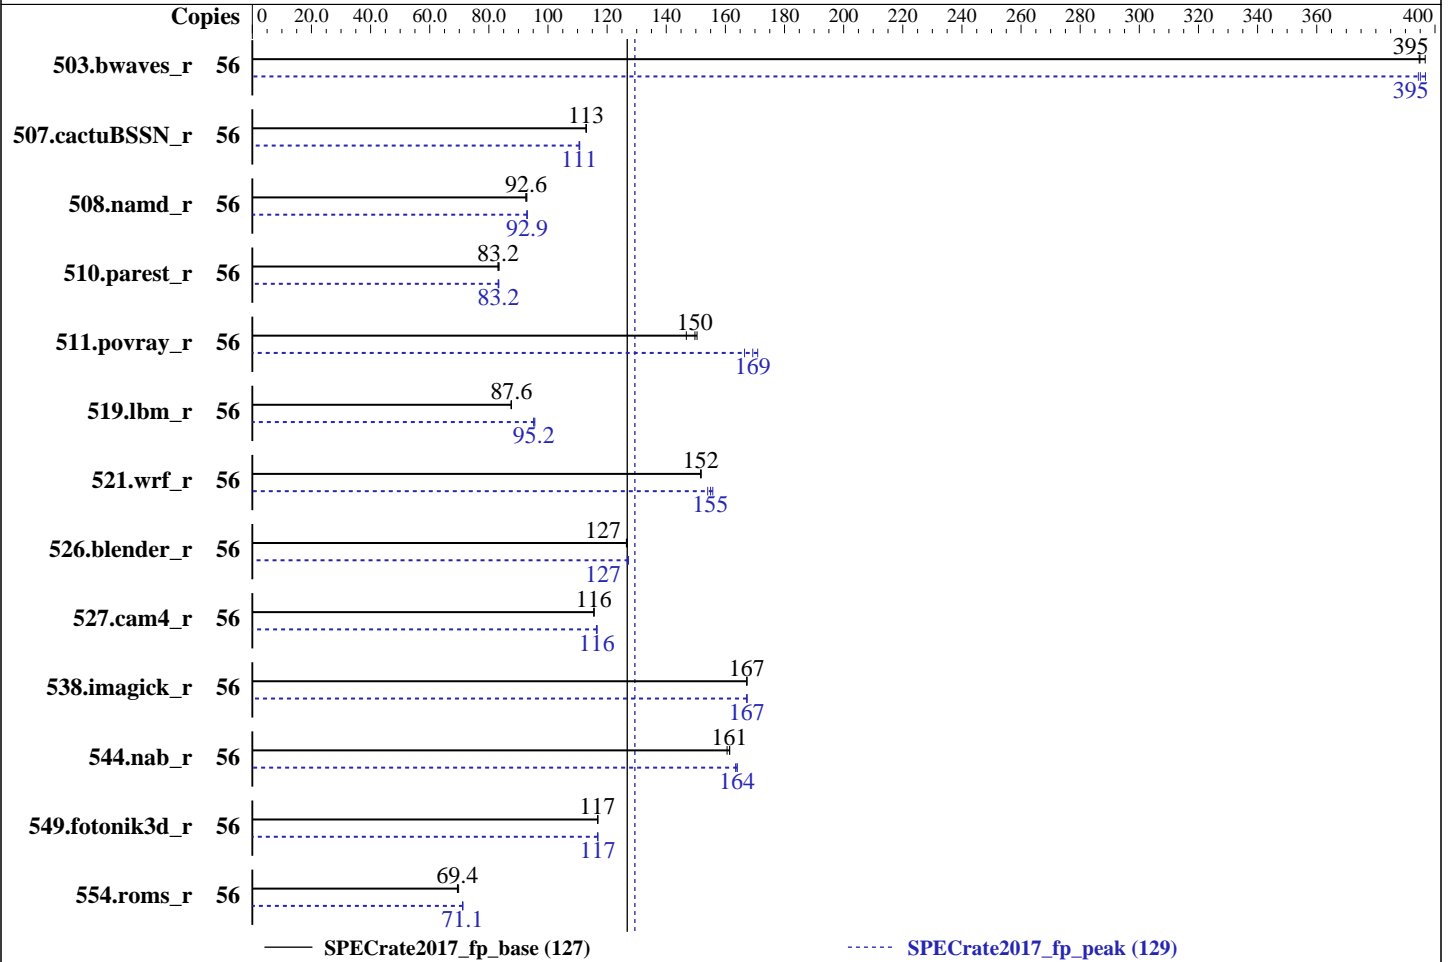 Copies 0 20.0 40.0 60.0 80.0 100 120 140 160 180 200 220 240 260 280 300 320 340 360 400
503.bwaves_r 56 395
395
507.cactuBSSN_r 56 113
111
508.namd_r 56 92.6
92.9
510.parest_r 56 83.2
83.2
511.povray_r 56 150
169
519.lbm_r 56 87.6
95.2
521.wrf_r 56 152
155
526.blender_r 56 127
127
527.cam4_r 56 116
116
538.imagick_r 56 167
167
544.nab_r 56 161
164
549.fotonik3d_r 56 117
117
554.roms_r 56 69.4
71.1
SPECrate2017_fp_base (127) SPECrate2017_fp_peak (129)